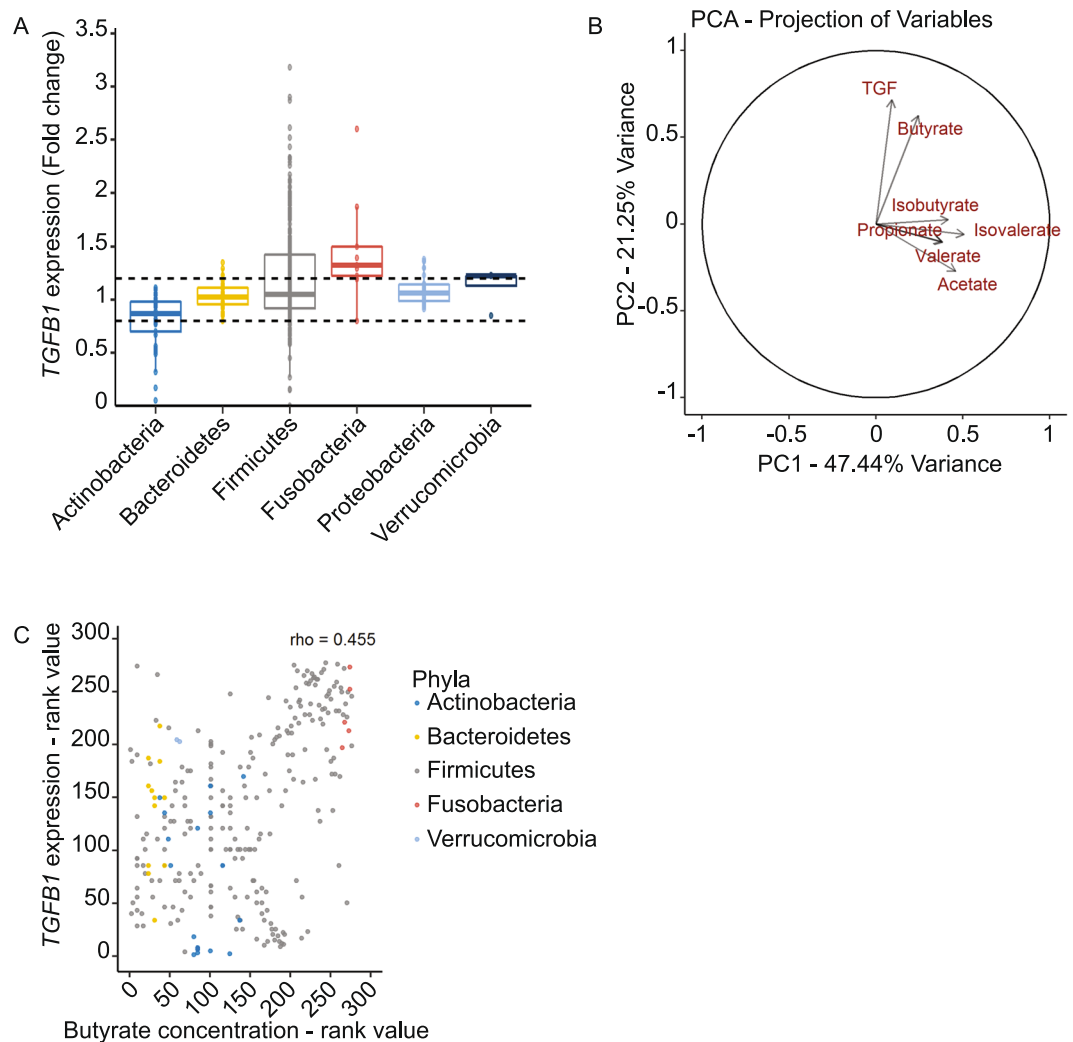 A
TGFB1 expression (Fold change)
3.5
3
2.5
2
1.5
1
0.5
0
Actinobacteria
Bacteroidetes
Firmicutes
Fusobacteria
Proteobacteria
Verrucomicrobia
B
PCA - Projection of Variables
PC2 - 21.25% Variance
1
0.5
0
-0.5
-1
TGF
Butyrate
Isobutyrate
Propionate
Isovalerate
Valerate
Acetate
-1
-0.5
0
0.5
1
PC1 - 47.44% Variance
C
TGFB1 expression - rank value
300
250
200
150
100
50
0
rho = 0.455
0
50
100
150
200
250
300
Butyrate concentration - rank value
Phyla
Actinobacteria
Bacteroidetes
Firmicutes
Fusobacteria
Verrucomicrobia